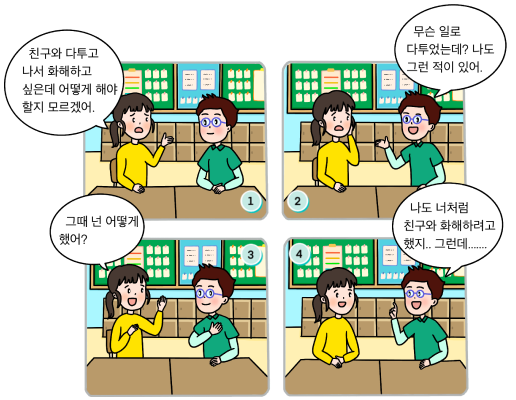 친구와 다투고
나서 화해하고
싶은데 어떻게 해야
할지 모르겠어.
1
무슨 일로
다투었는데? 나도
그런 적이 있어.
2
그때 넌 어떻게
했어?
3
나도 너처럼
친구와 화해하려고
했지.. 그런데.......
4